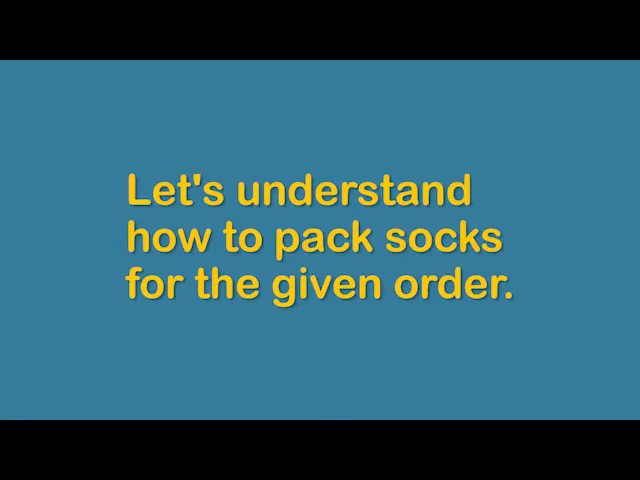 Let's understand
how to pack socks
for the given order.